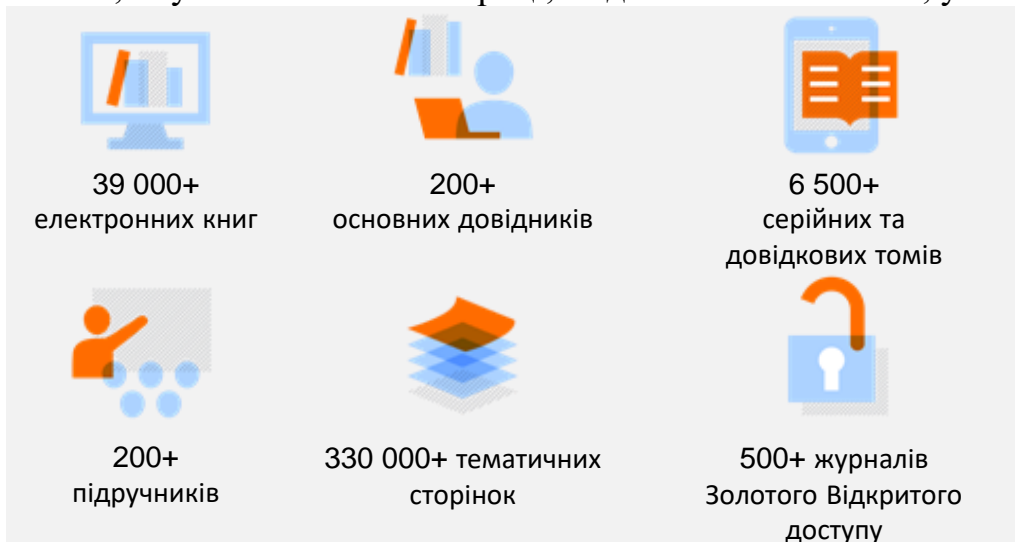 39 000+
електронних книг
200+
основних довідників
6 500+
серійних та
довідкових томів
200+
підручників
330 000+ тематичних
сторінок
500+ журналів
Золотого Відкритого
доступу